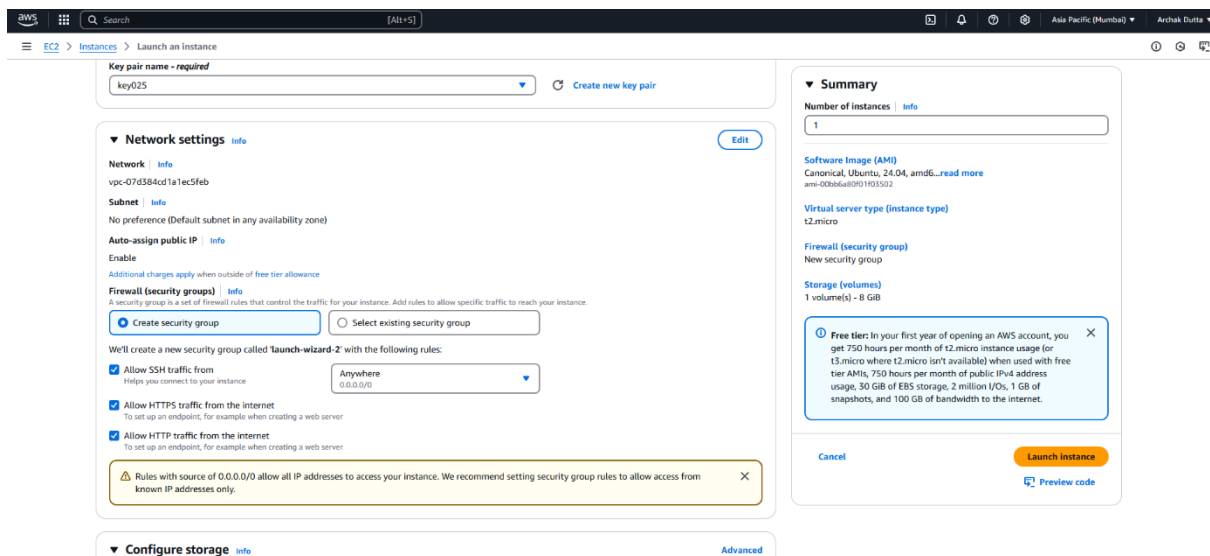 aws
Search
[Alt+S]
Asia Pacific (Mumbai) ▼
Archak Dutta
EC2 > Instances > Launch an instance
Key pair name - required
key025
Create new key pair
▼ Network settings Info
Edit
Network Info
vpc-07d384cd1a1ec5feb
Subnet Info
No preference (Default subnet in any availability zone)
Auto-assign public IP Info
Enable
Additional charges apply when outside of free tier allowance
Firewall (security groups) Info
A security group is a set of firewall rules that control the traffic for your instance. Add rules to allow specific traffic to reach your instance.
Create security group
Select existing security group
We'll create a new security group called 'launch-wizard-2' with the following rules:
Allow SSH traffic from
Helps you connect to your instance
Anywhere
0.0.0.0/0
Allow HTTPS traffic from the internet
To set up an endpoint, for example when creating a web server
Allow HTTP traffic from the internet
To set up an endpoint, for example when creating a web server
Rules with source of 0.0.0.0/0 allow all IP addresses to access your instance. We recommend setting security group rules to allow access from
known IP addresses only.
▼ Configure storage Info
Advanced
▼ Summary
Number of instances Info
1
Software Image (AMI)
Canonical, Ubuntu, 24.04, amd6...read more
ami-00bb6a80f01f03502
Virtual server type (instance type)
t2.micro
Firewall (security group)
New security group
Storage (volumes)
1 volume(s) - 8 GiB
Free tier: In your first year of opening an AWS account, you
get 750 hours per month of t2.micro instance usage (or
t3.micro where t2.micro isn't available) when used with free
tier AMIs, 750 hours per month of public IPv4 address
usage, 30 GiB of EBS storage, 2 million I/Os, 1 GB of
snapshots, and 100 GB of bandwidth to the internet.
Cancel
Launch instance
Preview code